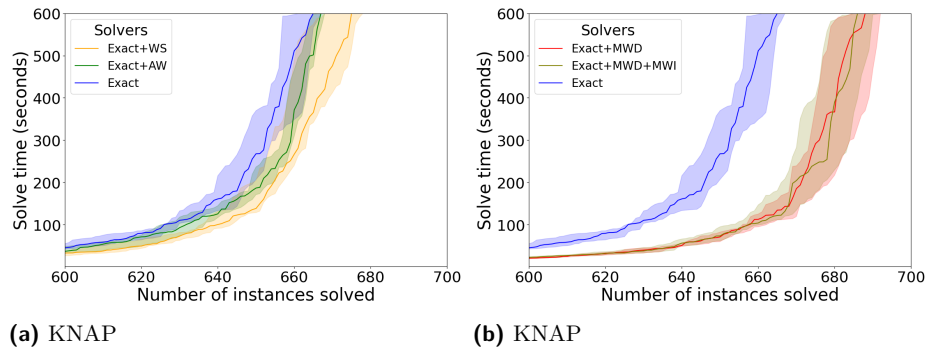 Solvers
Exact+WS
Exact+AW
Exact
Solve time (seconds)
600
500
400
300
200
100
600 620 640 660 680 700
Number of instances solved
(a) KNAP
Solvers
Exact+MWD
Exact+MWD+MWI
Exact
Solve time (seconds)
600
500
400
300
200
100
600 620 640 660 680 700
Number of instances solved
(b) KNAP